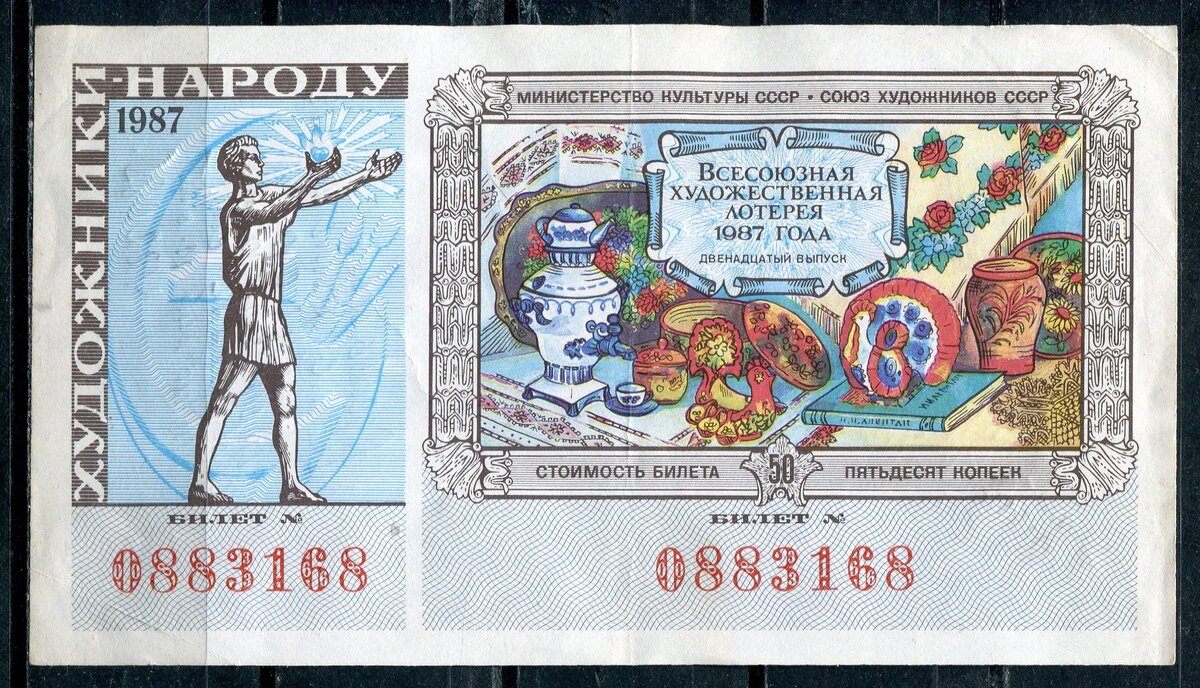 ХУДОЖНИКИ-НАРОДУ
1987
БИЛЕТ №
0883168
МИНИСТЕРСТВО КУЛЬТУРЫ СССР • СОЮЗ ХУДОЖНИКОВ СССР
ВСЕСОЮЗНАЯ
ХУДОЖЕСТВЕННАЯ
ЛОТЕРЕЯ
1987 ГОДА
ДВЕНАДЦАТЫЙ ВЫПУСК
СТОИМОСТЬ БИЛЕТА 50 ПЯТЬДЕСЯТ КОПЕЕК
БИЛЕТ №
0883168